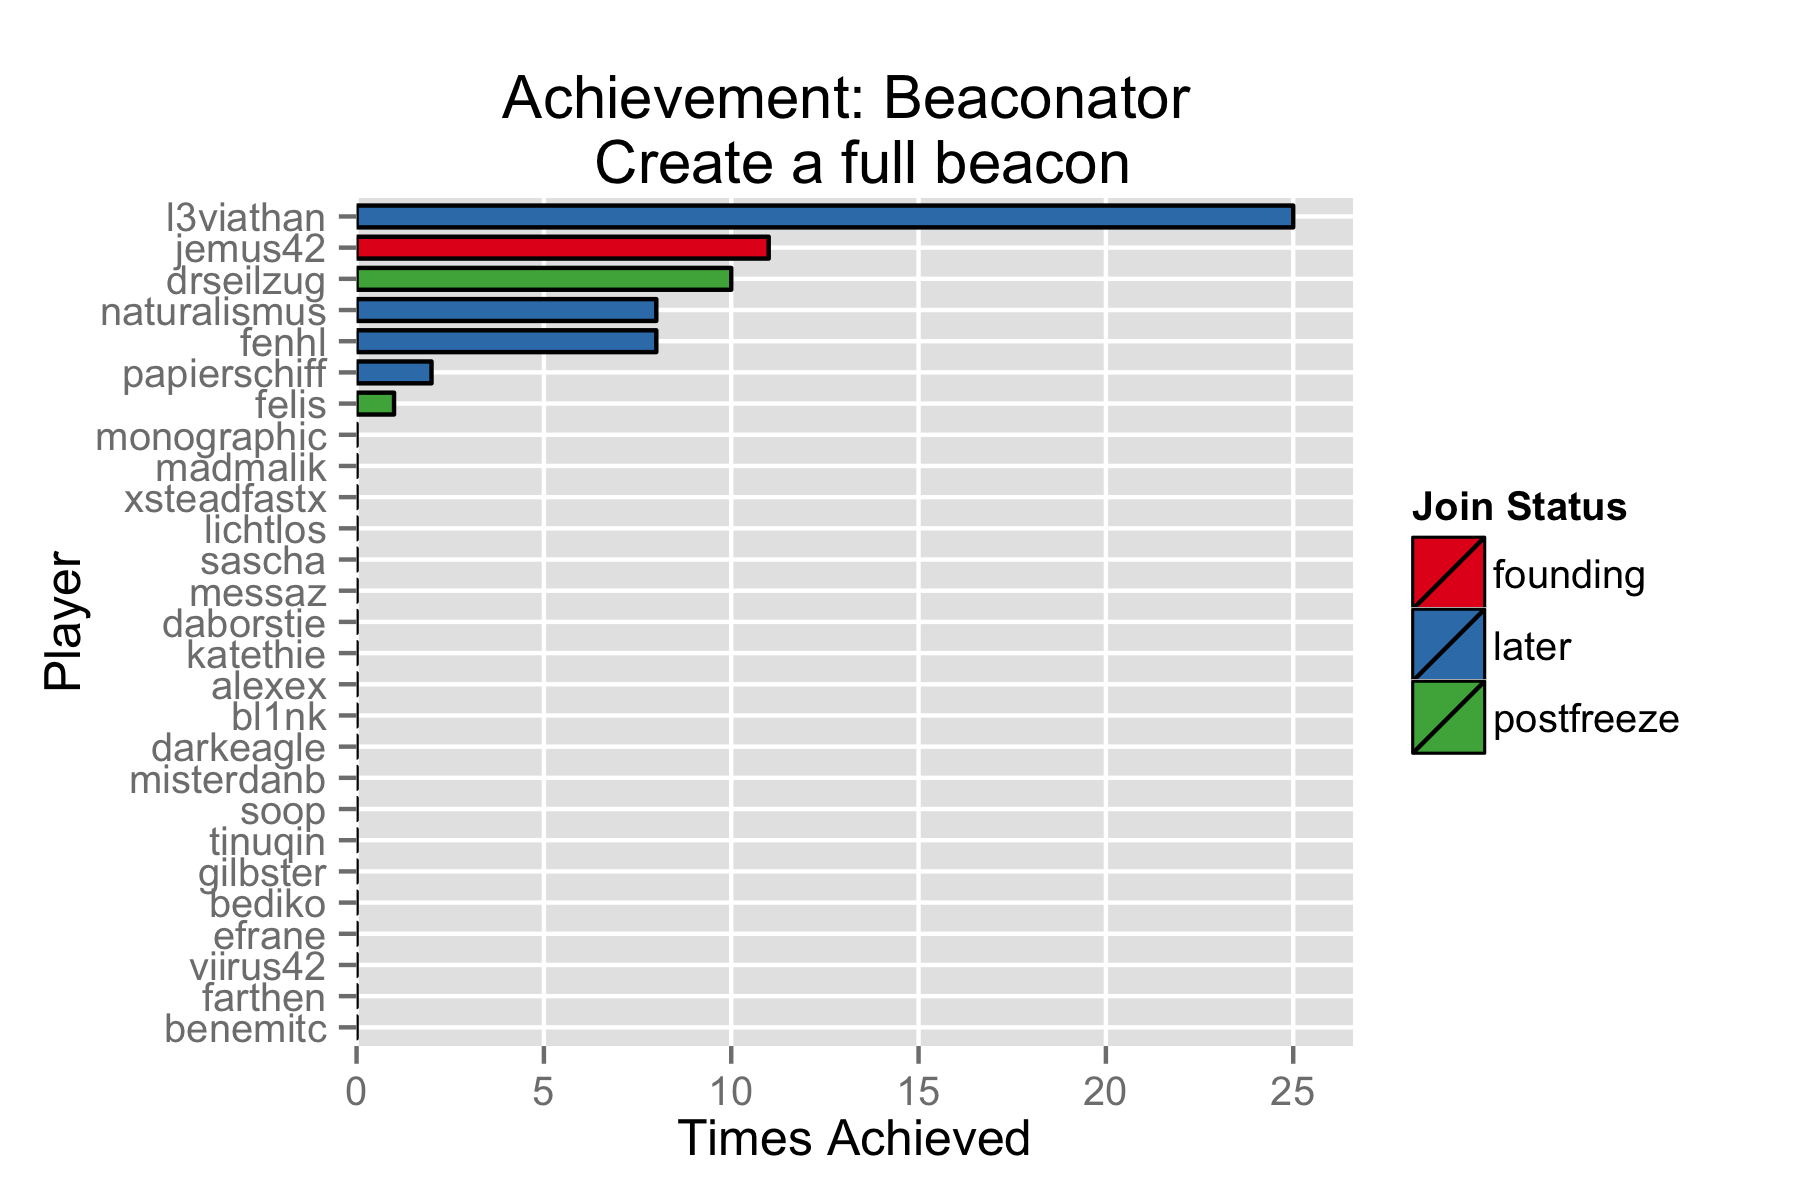 Achievement: Beaconator
Create a full beacon
l3viathan
jemus42
drseilzug
naturalismus
fenhl
papierschiff
felis
monographic
madmalik
xsteadfastx
lichtlos
sascha
messaz
daborstie
katethie
alexex
bl1nk
darkeagle
misterdanb
soop
tinuqin
gilbster
bediko
efrane
viirus42
farthen
benemitc
Player
0 5 10 15 20 25
Times Achieved
Join Status
founding
later
postfreeze